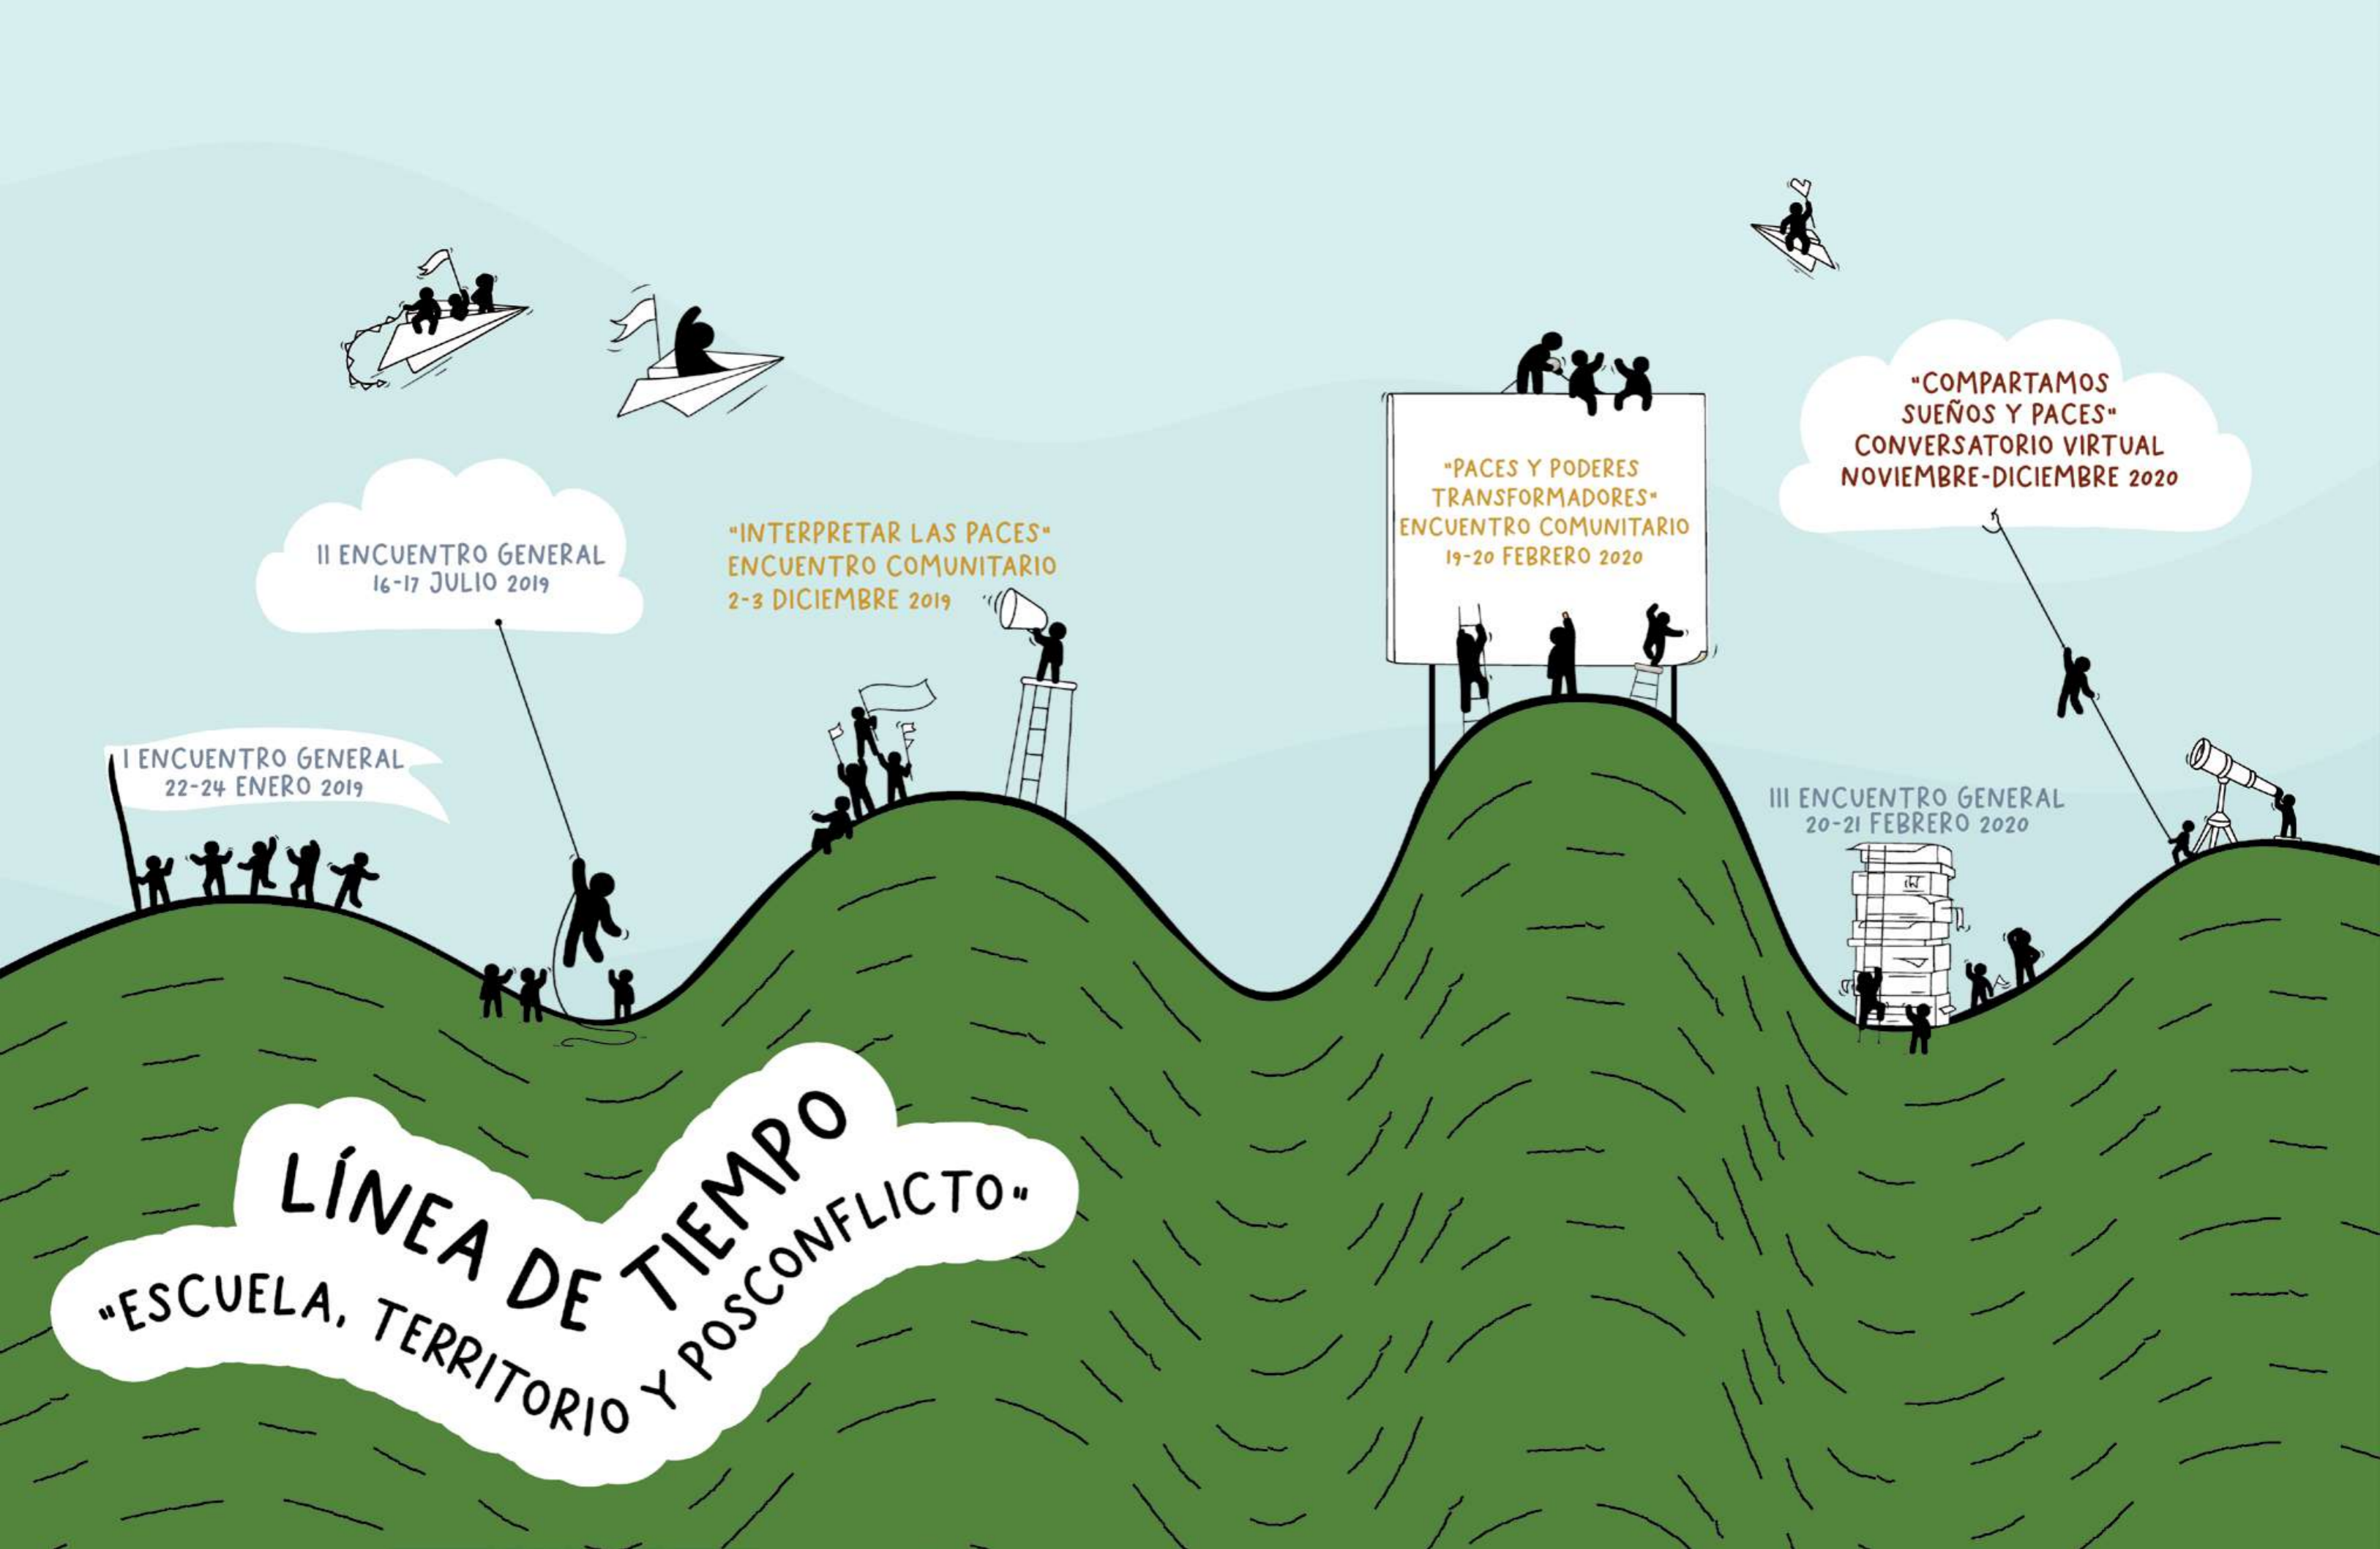 I ENCUENTRO GENERAL
22-24 ENERO 2019
II ENCUENTRO GENERAL
16-17 JULIO 2019
"INTERPRETAR LAS PACES"
ENCUENTRO COMUNITARIO
2-3 DICIEMBRE 2019
"PACES Y PODERES
TRANSFORMADORES"
ENCUENTRO COMUNITARIO
19-20 FEBRERO 2020
III ENCUENTRO GENERAL
20-21 FEBRERO 2020
"COMPARTAMOS
SUEÑOS Y PACES"
CONVERSATORIO VIRTUAL
NOVIEMBRE-DICIEMBRE 2020
LÍNEA DE TIEMPO
"ESCUELA, TERRITORIO Y POSCONFLICTO"